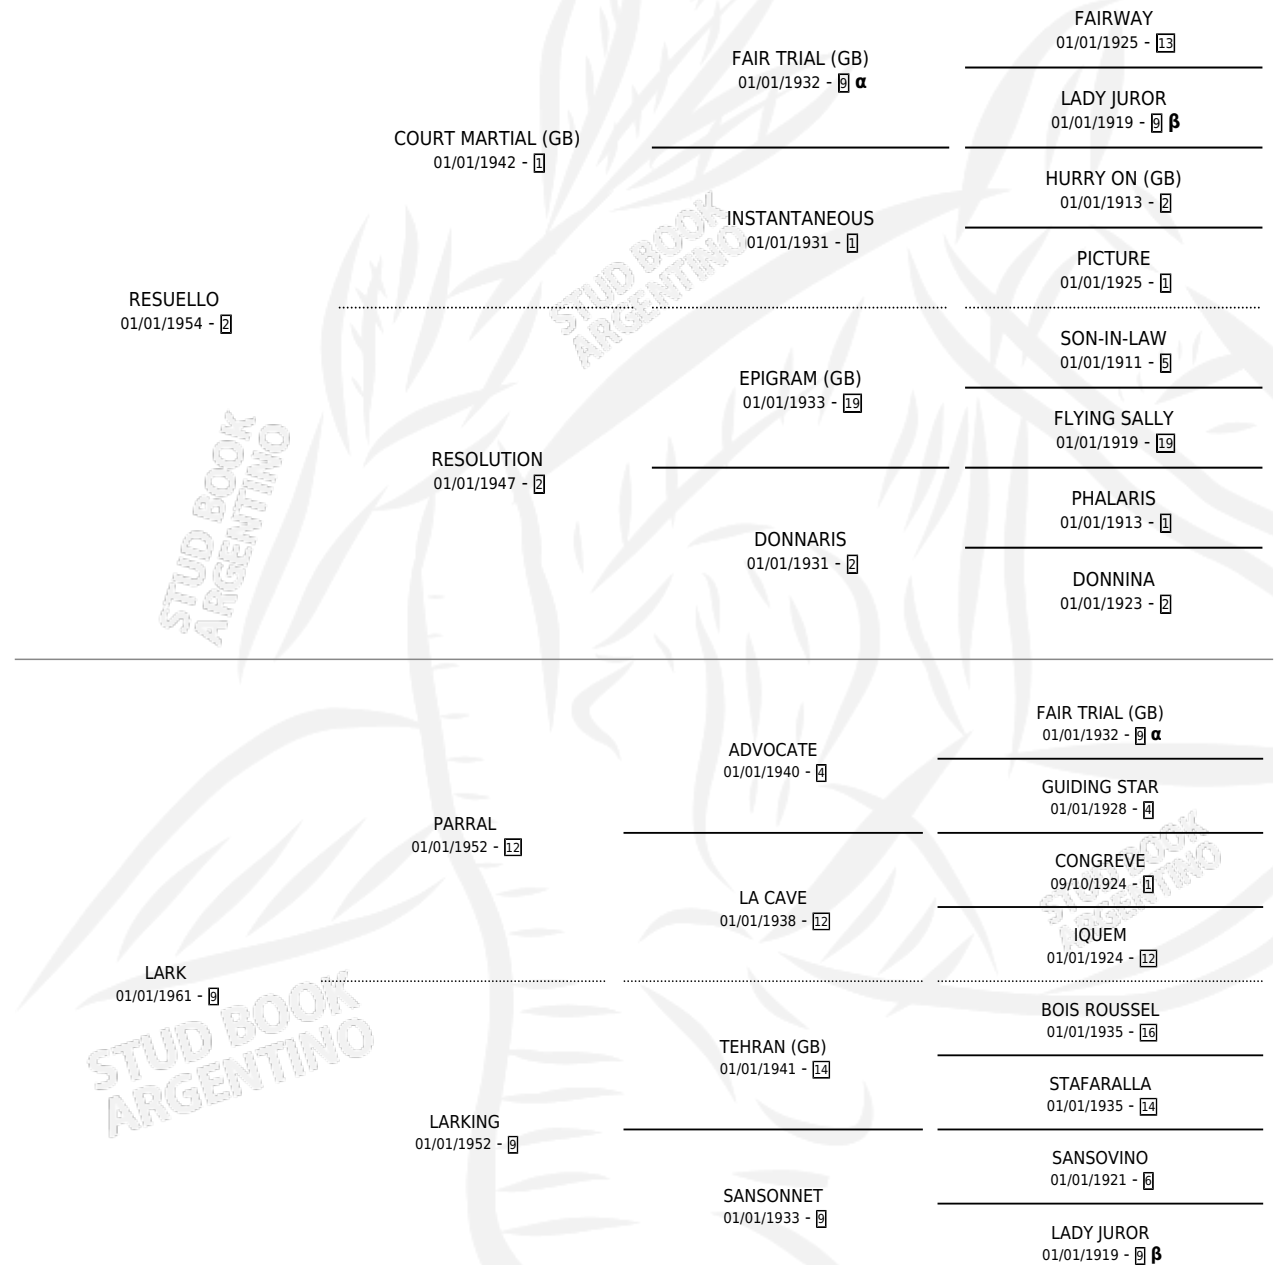 FAIRWAY
01/01/1925 - 13
FAIR TRIAL (GB)
01/01/1932 - 9 α
LADY JUROR
01/01/1919 - 9 β
COURT MARTIAL (GB)
01/01/1942 - 1
HURRY ON (GB)
01/01/1913 - 2
INSTANTANEOUS
01/01/1931 - 1
PICTURE
01/01/1925 - 1
RESUELLO
01/01/1954 - 2
SON-IN-LAW
01/01/1911 - 5
EPIGRAM (GB)
01/01/1933 - 19
FLYING SALLY
01/01/1919 - 19
RESOLUTION
01/01/1947 - 2
PHALARIS
01/01/1913 - 1
DONNARIS
01/01/1931 - 2
DONNINA
01/01/1923 - 2
FAIR TRIAL (GB)
01/01/1932 - 9 α
ADVOCATE
01/01/1940 - 4
GUIDING STAR
01/01/1928 - 4
PARRAL
01/01/1952 - 12
CONGREVE
09/10/1924 - 1
LA CAVE
01/01/1938 - 12
IQUEM
01/01/1924 - 12
LARK
01/01/1961 - 9
BOIS ROUSSEL
01/01/1935 - 16
TEHRAN (GB)
01/01/1941 - 14
STAFARALLA
01/01/1935 - 14
LARKING
01/01/1952 - 9
SANSOVINO
01/01/1921 - 6
SANSONNET
01/01/1933 - 9
LADY JUROR
01/01/1919 - 9 β
STUD BOOK
ARGENTINO
STUD BOOK
ARGENTINO
STUD BOOK
ARGENTINO
STUD BOOK
ARGENTINO